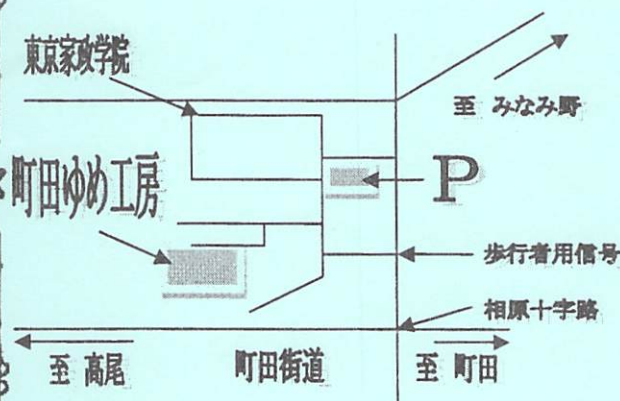 東京家政学院
至 みなみ野
町田ゆめ工房
P
歩行者用信号
相原十字路
至 高尾
町田街道
至 町田